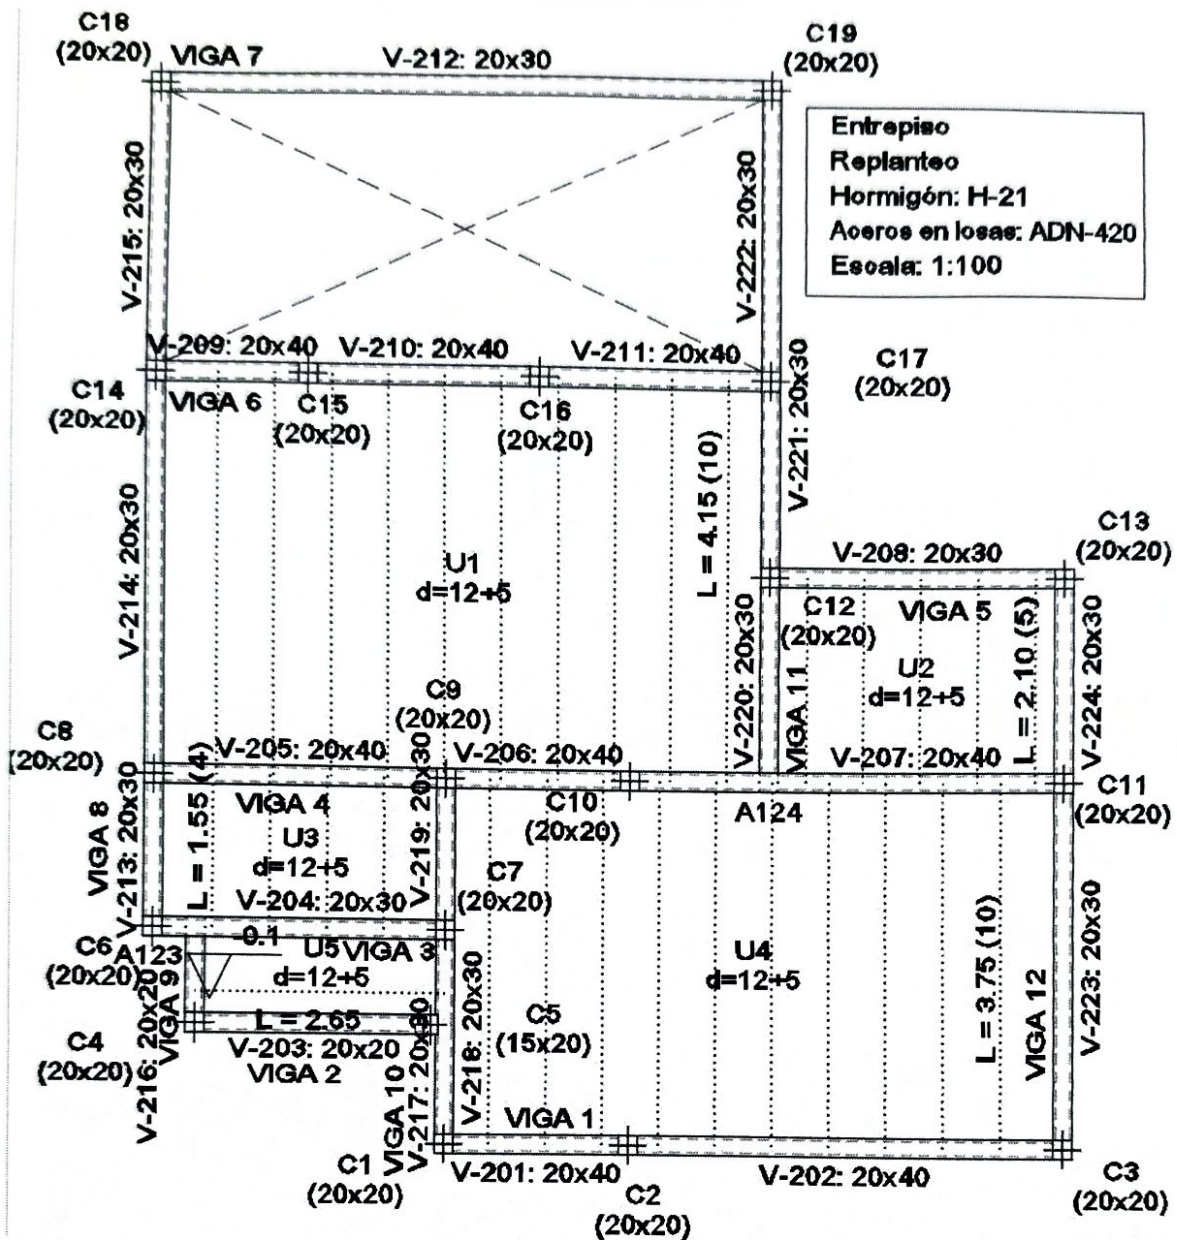 C18
(20x20)
VIGA 7
V-212: 20x30
C19
(20x20)
Entrepiso
Replanteo
Hormigón: H-21
Aceros en losas: ADN-420
Escala: 1:100
V-215: 20x30
V-222: 20x30
V-209: 20x40
V-210: 20x40
V-211: 20x40
C17
(20x20)
C14
(20x20)
VIGA 6
C15
(20x20)
C16
(20x20)
V-221: 20x30
L = 4.15 (10)
V-214: 20x30
U1
d=12+5
C13
(20x20)
V-208: 20x30
C12
(20x20)
VIGA 5
U2
d=12+5
L = 2.10 (5)
V-224: 20x30
V-220: 20x30
VIGA 11
C9
(20x20)
C8
(20x20)
V-205: 20x40
V-206: 20x40
V-207: 20x40
C11
(20x20)
L = 1.55 (4)
VIGA 4
C10
(20x20)
A124
VIGA 8
V-213: 20x30
U3
d=12+5
V-219: 20x30
C7
(20x20)
V-204: 20x30
C6
(20x20)
A123
-0.1
U5
d=12+5
VIGA 3
U4
d=12+5
L = 3.75 (10)
V-223: 20x30
VIGA 12
V-216: 20x20
VIGA 9
L = 2.65
C5
(15x20)
V-218: 20x30
C4
(20x20)
V-203: 20x20
VIGA 2
VIGA 10
V-217: 20x30
VIGA 1
C1
(20x20)
V-201: 20x40
V-202: 20x40
C2
(20x20)
C3
(20x20)